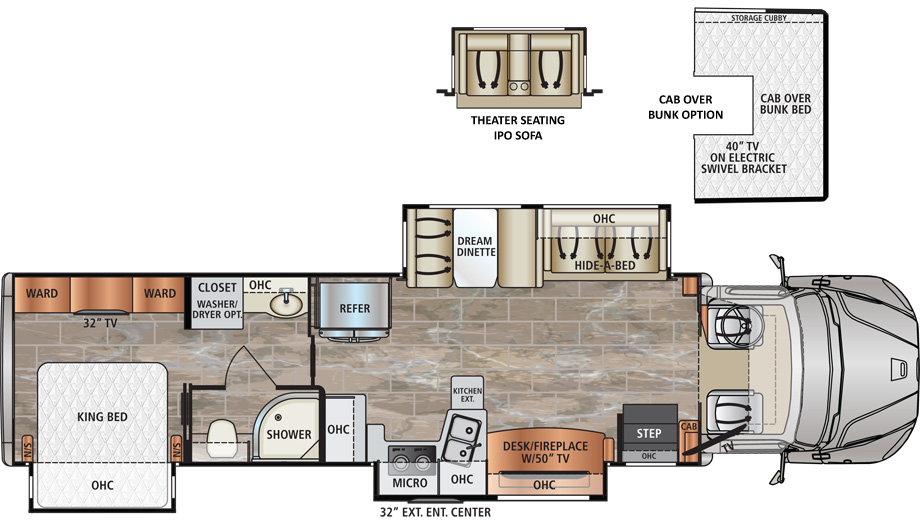 STORAGE CUBBY
CAB OVER
BUNK OPTION
CAB OVER
BUNK BED
40" TV
ON ELECTRIC
SWIVEL BRACKET
THEATER SEATING
IPO SOFA
DREAM
DINETTE
OHC
HIDE-A-BED
WARD
WARD
32" TV
CLOSET
WASHER/
DRYER OPT.
OHC
REFER
KING BED
N/S
N/S
OHC
SHOWER
OHC
KITCHEN
EXT.
MICRO
OHC
DESK/FIREPLACE
W/50" TV
OHC
STEP
OHC
CAB
TV
32" EXT. ENT. CENTER